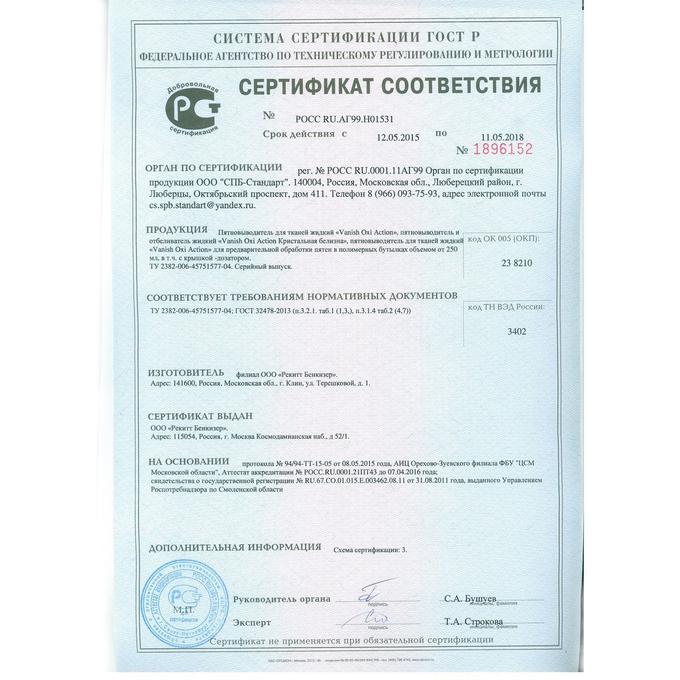 СИСТЕМА СЕРТИФИКАЦИИ ГОСТ Р
ФЕДЕРАЛЬНОЕ АГЕНТСТВО ПО ТЕХНИЧЕСКОМУ РЕГУЛИРОВАНИЮ И МЕТРОЛОГИИ
Добровольная
сертификация
СЕРТИФИКАТ СООТВЕТСТВИЯ
№ РОСС RU.АГ99.Н01531
Срок действия с 12.05.2015 по 11.05.2018
№ 1896152
ОРГАН ПО СЕРТИФИКАЦИИ рег. № РОСС RU.0001.11АГ99 Орган по сертификации
продукции ООО "СПБ-Стандарт". 140004, Россия, Московская обл., Люберецкий район, г.
Люберцы, Октябрьский проспект, дом 411. Телефон 8 (966) 093-75-93, адрес электронной почты
cs.spb.standart@yandex.ru.
ПРОДУКЦИЯ Пятновыводитель для тканей жидкий «Vanish Oxi Action», пятновыводитель и
отбеливатель жидкий «Vanish Oxi Action Кристальная белизна», пятновыводитель для тканей жидкий
«Vanish Oxi Action» для предварительной обработки пятен в полимерных бутылках объемом от 250
мл, в т.ч. с крышкой -дозатором.
ТУ 2382-006-45751577-04. Серийный выпуск.
код ОК 005 (ОКП):
23 8210
СООТВЕТСТВУЕТ ТРЕБОВАНИЯМ НОРМАТИВНЫХ ДОКУМЕНТОВ
ТУ 2382-006-45751577-04; ГОСТ 32478-2013 (п.3.2.1. таб.1 (1,3,), п.3.1.4 таб.2 (4,7))
код ТН ВЭД России:
3402
ИЗГОТОВИТЕЛЬ филиал ООО «Рекитт Бенкизер».
Адрес: 141600, Россия, Московская обл., г. Клин, ул. Терешковой, д. 1.
СЕРТИФИКАТ ВЫДАН
ООО «Рекитт Бенкизер».
Адрес: 115054, Россия, г. Москва Космодамианская наб., д 52/1.
НА ОСНОВАНИИ протокола № 94/94-ТТ-15-05 от 08.05.2015 года, АИЦ Орехово-Зуевского филиала ФБУ "ЦСМ
Московской области", Аттестат аккредитации № РОСС.RU.0001.21ПТ43 до 07.04.2016 года;
свидетельства о государственной регистрации № RU.67.CO.01.015.E.003462.08.11 от 31.08.2011 года, выданного Управлением
Роспотребнадзора по Смоленской области
ДОПОЛНИТЕЛЬНАЯ ИНФОРМАЦИЯ Схема сертификации: 3.
М.П.
Руководитель органа
подпись
С.А. Бушуев
инициалы, фамилия
Эксперт
подпись
Т.А. Строкова
инициалы, фамилия
Сертификат не применяется при обязательной сертификации